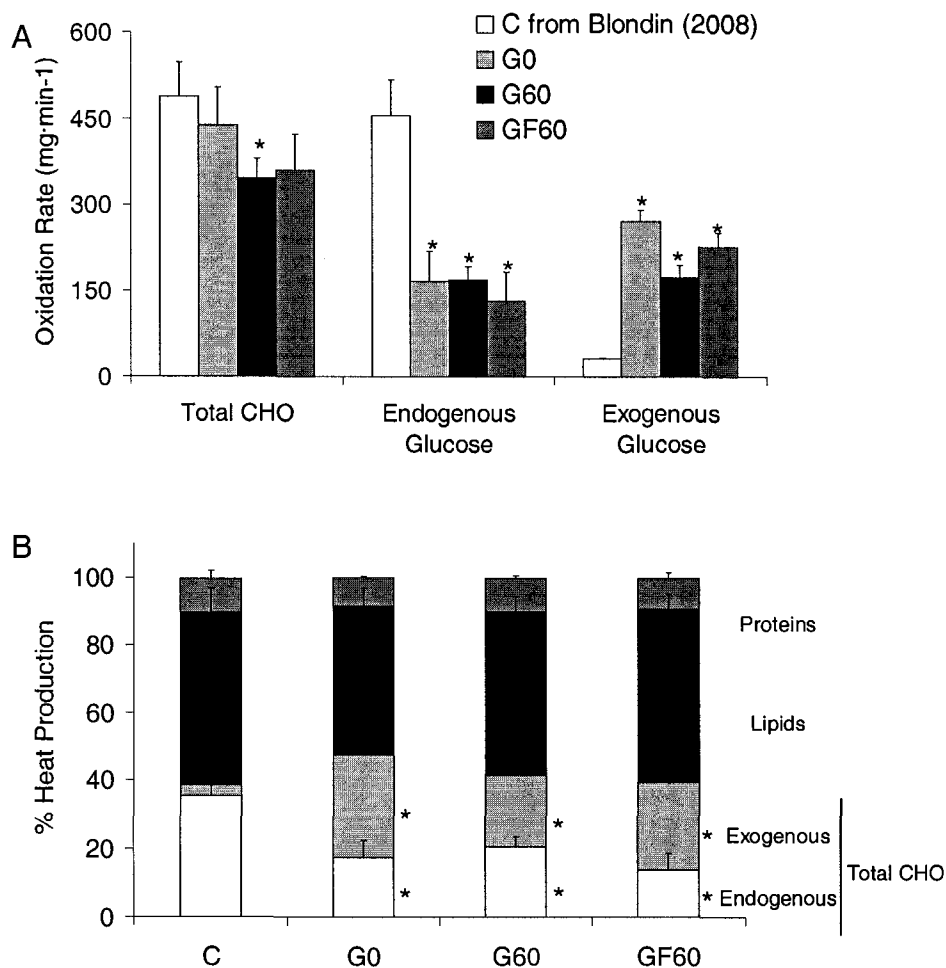 A
600
450
300
150
0
Oxidation Rate (mg·min-1)
C from Blondin (2008)
G0
G60
GF60
*
*
*
*
*
*
*
Total CHO
Endogenous
Glucose
Exogenous
Glucose
B
100
80
60
40
20
0
% Heat Production
Proteins
Lipids
* * * Exogenous
* * * Endogenous
Total CHO
C G0 G60 GF60